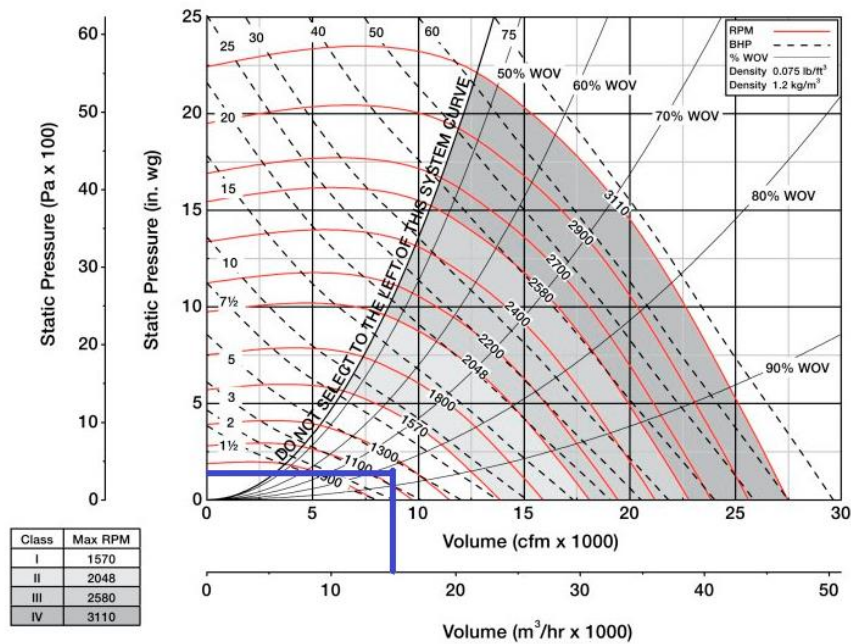 60
50
40
30
20
10
0
Static Pressure (Pa x 100)
25
20
15
10
5
0
Static Pressure (in. wg)
25
30
40
50
60
75
20
15
10
7½
5
3
2
1½
DO NOT SELECT TO THE LEFT OF THIS SYSTEM CURVE
50% WOV
60% WOV
70% WOV
80% WOV
90% WOV
RPM
BHP
% WOV
Density 0.075 lb/ft³
Density 1.2 kg/m³
3110
2900
2700
2580
2400
2200
2048
1800
1570
1300
1100
900
0 5 10 15 20 25 30
Volume (cfm x 1000)
0 10 20 30 40 50
Volume (m³/hr x 1000)
Class Max RPM
I 1570
II 2048
III 2580
IV 3110